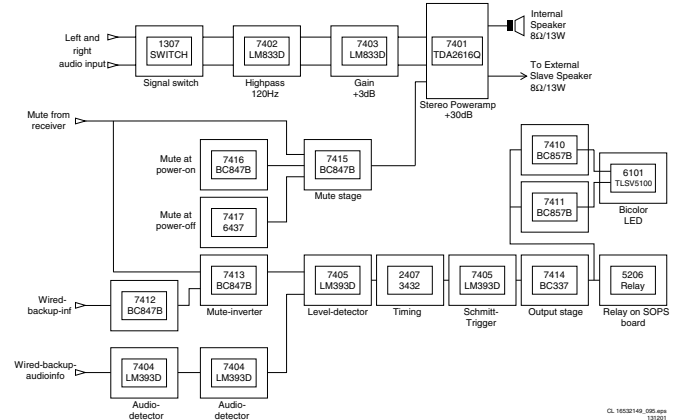 Left and
right
audio input
1307
SWITCH
Signal switch
7402
LM833D
Highpass
120Hz
7403
LM833D
Gain
+3dB
7401
TDA2616Q
Stereo Poweramp
+30dB
Internal
Speaker
8Ω/13W
To External
Slave Speaker
8Ω/13W
Mute from
receiver
Mute at
power-on
7416
BC847B
7415
BC847B
Mute stage
Mute at
power-off
7417
6437
7410
BC857B
7411
BC857B
6101
TLSV5100
Bicolor
LED
Wired-
backup-inf
7412
BC847B
7413
BC847B
Mute-inverter
7405
LM393D
Level-detector
2407
3432
Timing
7405
LM393D
Schmitt-
Trigger
7414
BC337
Output stage
5206
Relay
Relay on SOPS
board
Wired-backup-
audioinfo
7404
LM393D
Audio-
detector
7404
LM393D
Audio-
detector
CL 16532149_095.eps
131201